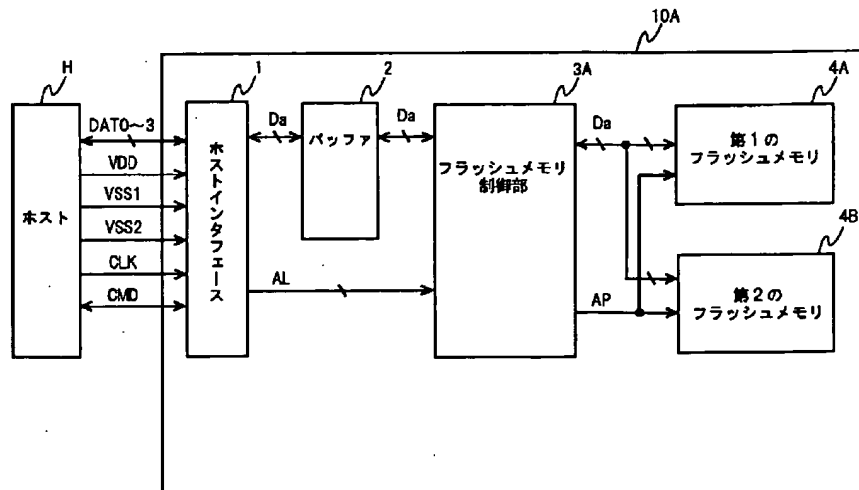 10A
H
1
2
3A
4A
DAT0～3
VDD
VSS1
VSS2
CLK
CMD
ホスト
ホストインタフェース
Da
バッファ
Da
AL
フラッシュメモリ
制御部
Da
AP
第1の
フラッシュメモリ
4B
第2の
フラッシュメモリ